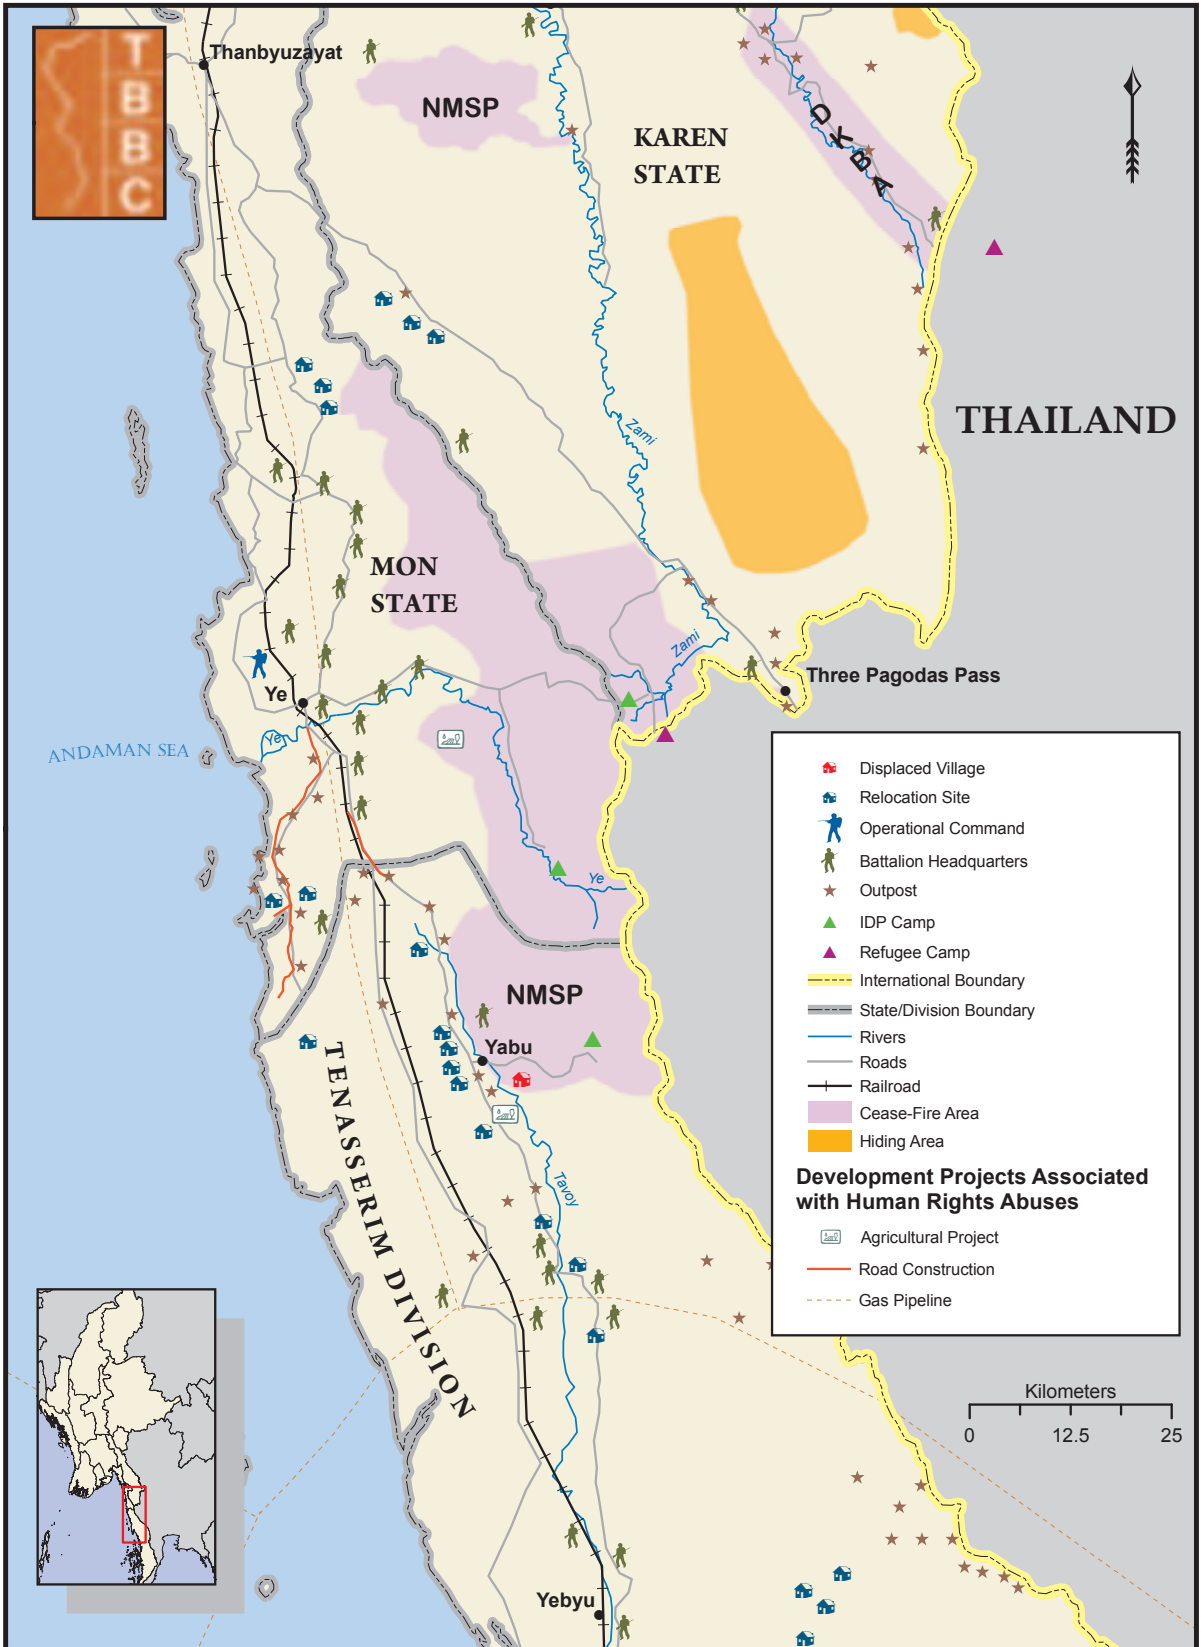 T
B
B
C
Thanbyuzayat
NMSP
KAREN
STATE
DKBA
THAILAND
Zami
MON
STATE
Zami
Three Pagodas Pass
Ye
Ye
ANDAMAN SEA
Ye
NMSP
Yabu
TENASSERIM DIVISION
Tavoy
Yebyu
Displaced Village
Relocation Site
Operational Command
Battalion Headquarters
Outpost
IDP Camp
Refugee Camp
International Boundary
State/Division Boundary
Rivers
Roads
Railroad
Cease-Fire Area
Hiding Area
Development Projects Associated
with Human Rights Abuses
Agricultural Project
Road Construction
Gas Pipeline
Kilometers
0 12.5 25